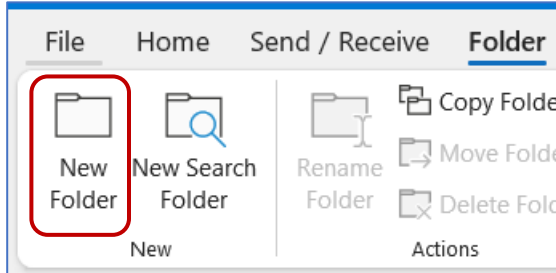 File Home Send / Receive Folder
New Folder
New Search Folder
Rename Folder
Copy Folde
Move Folde
Delete Fold
New
Actions